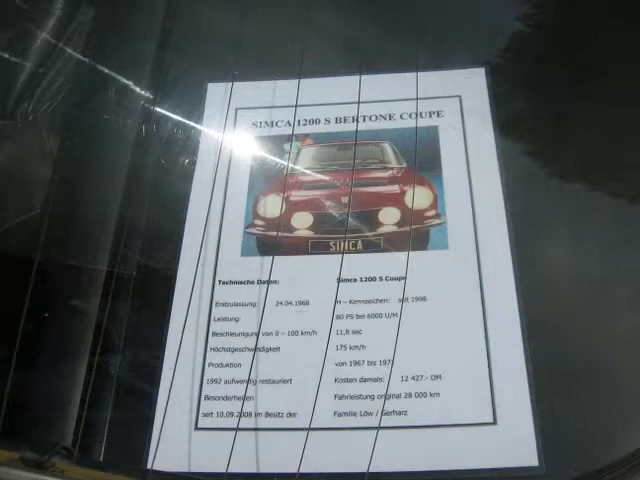 SIMCA 1200 S BERTONE COUPE
SIMCA
Technische Daten: Simca 1200 S Coupe
Erstzulassung: 24.04.1968 H – Kennzeichen: seit 1998
Leistung: 80 PS bei 6000 U/M
Beschleunigung von 0 – 100 km/h 11,8 sec
Höchstgeschwindigkeit 175 km/h
Produktion von 1967 bis
1992 aufwendig restauriert Kosten damals: 12 427.- DM
Besonderheiten Fahrleistung original 28 000 km
seit 10.09.2008 im Besitz der Familie Löw / Gerharz